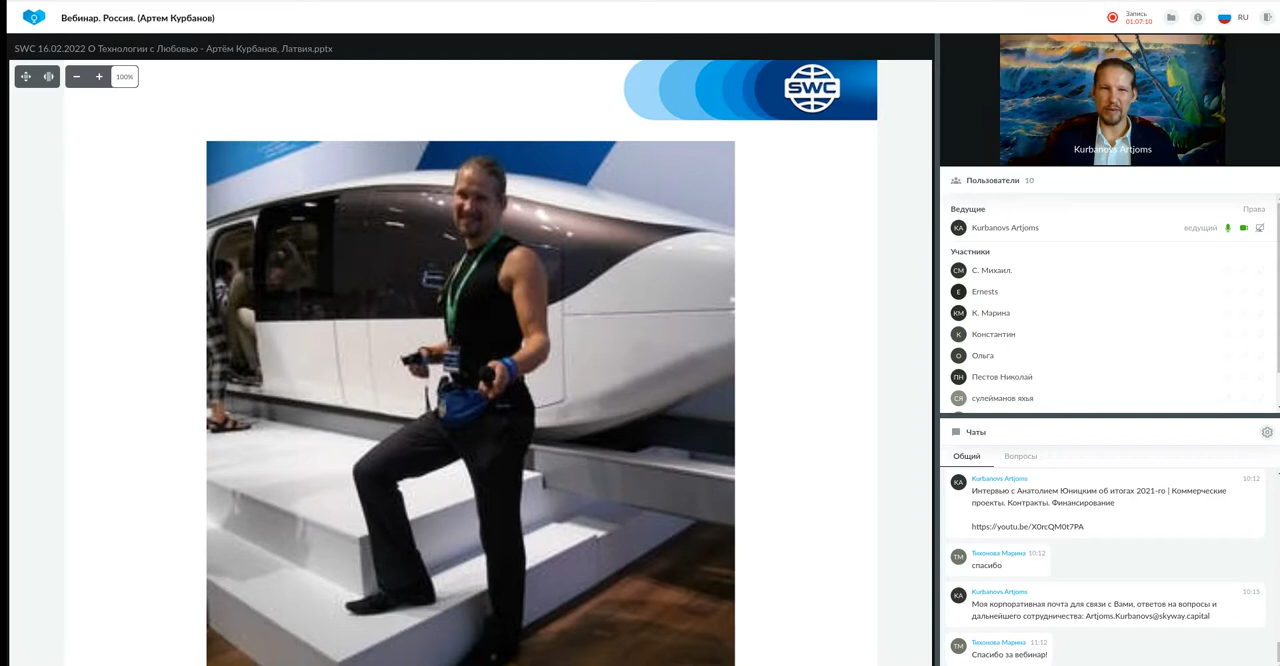 Вебинар. Россия. (Артем Курбанов)
Запись
01:07:10
RU
SWC 16.02.2022 О Технологии с Любовью - Артём Курбанов, Латвия.pptx
100%
SWC
Kurbanovs Artjoms
Пользователи 10
Ведущие Права
KA Kurbanovs Artjoms ведущий
Участники
СМ С. Михаил.
E Ernests
КМ К. Марина
К Константин
О Ольга
ПН Пестов Николай
СЯ сулейманов яхья
Чаты
Общий Вопросы
KA Kurbanovs Artjoms 10:12
Интервью с Анатолием Юницким об итогах 2021-го | Коммерческие
проекты. Контракты. Финансирование
https://youtu.be/X0rcQM0t7PA
ТМ Тихонова Марина 10:12
спасибо
KA Kurbanovs Artjoms 10:15
Моя корпоративная почта для связи с Вами, ответов на вопросы и
дальнейшего сотрудничества: Artjoms.Kurbanovs@skyway.capital
ТМ Тихонова Марина 11:12
Спасибо за вебинар!